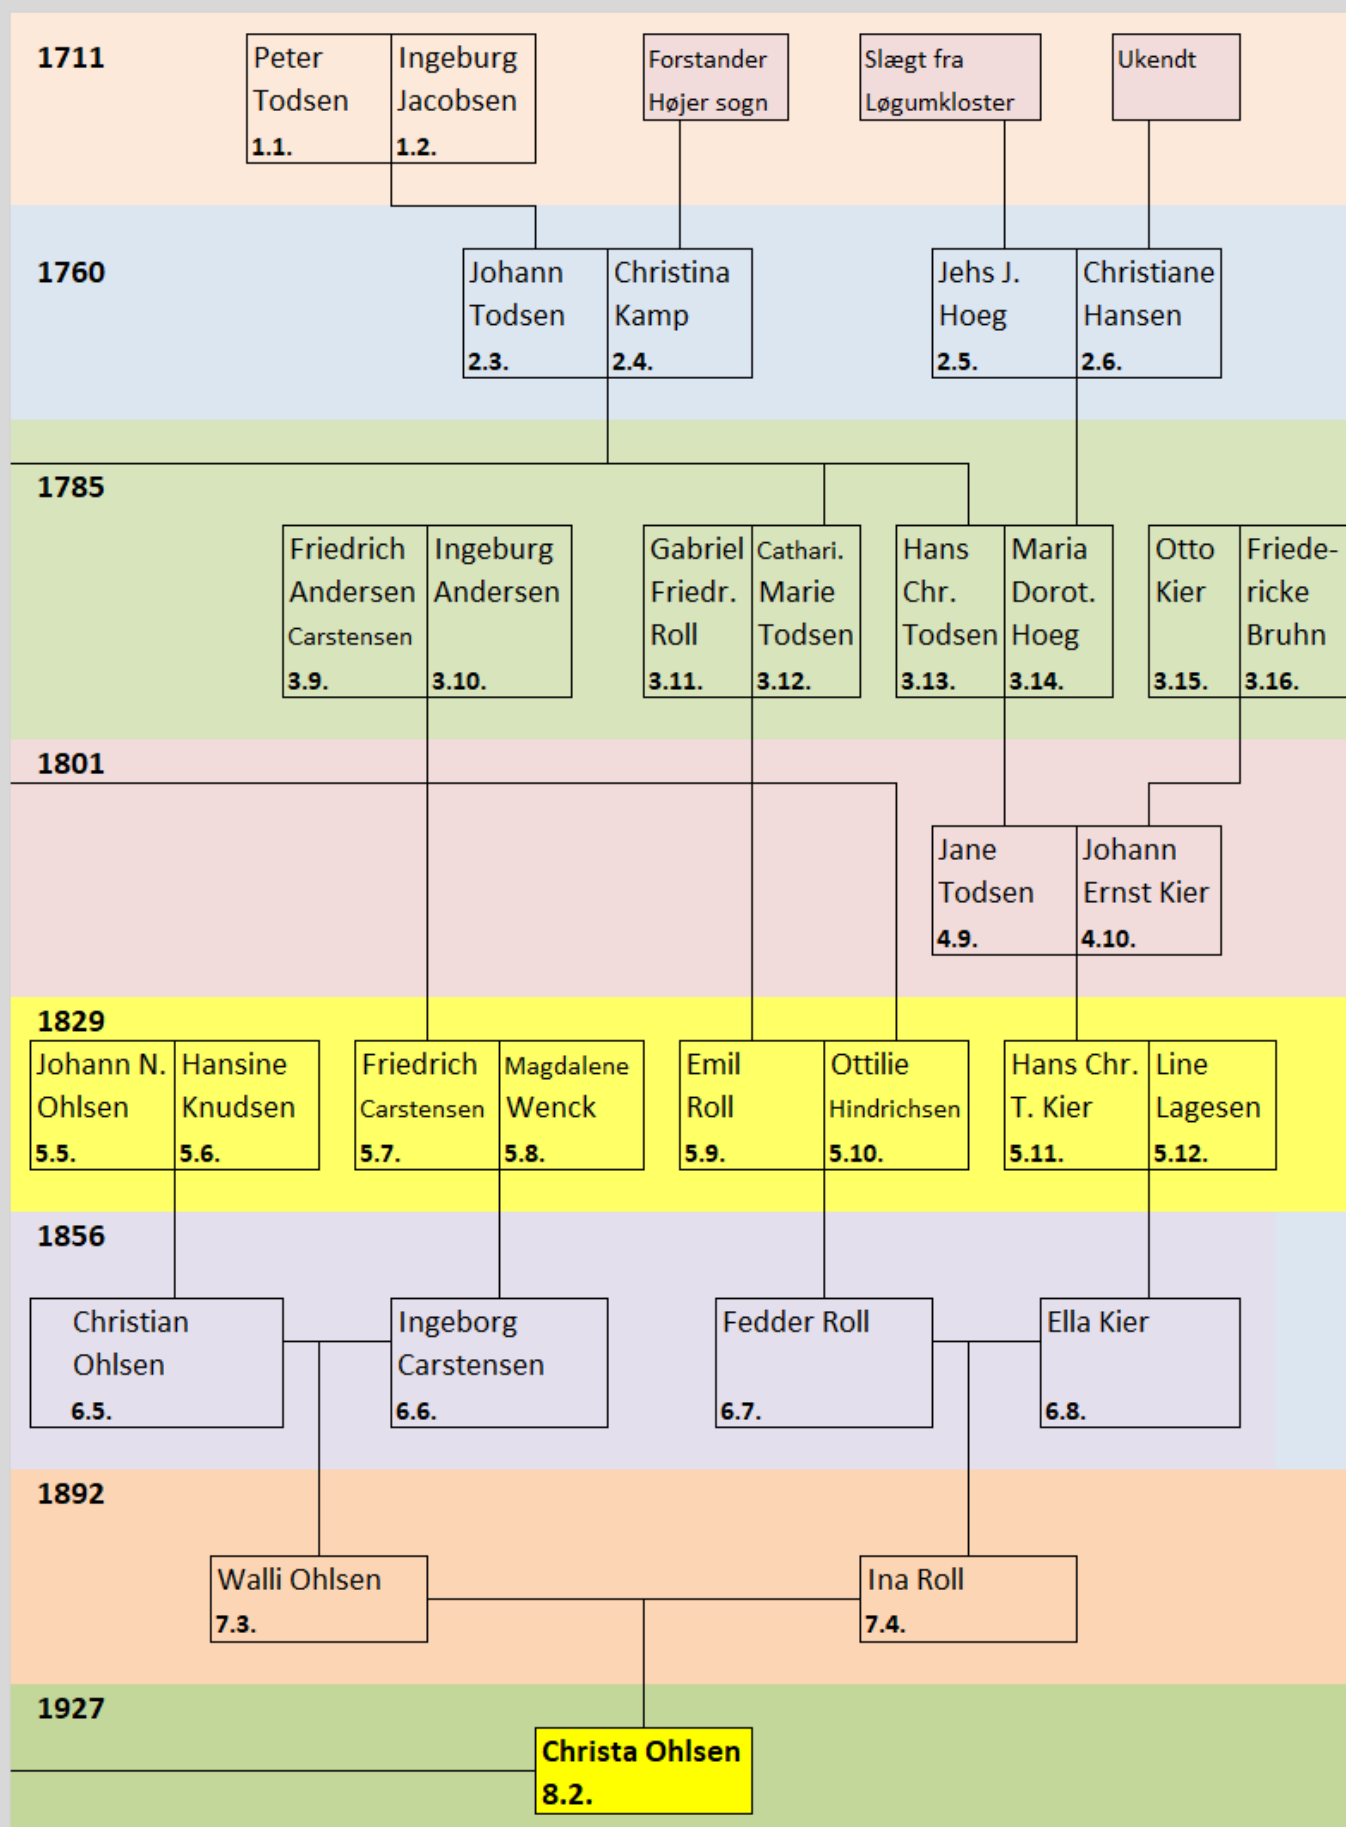 1711
Peter
Todsen
1.1.
Ingeburg
Jacobsen
1.2.
Forstander
Højer sogn
Slægt fra
Løgumkloster
Ukendt
1760
Johann
Todsen
2.3.
Christina
Kamp
2.4.
Jehs J.
Hoeg
2.5.
Christiane
Hansen
2.6.
1785
Friedrich
Andersen
Carstensen
3.9.
Ingeburg
Andersen
3.10.
Gabriel
Friedr.
Roll
3.11.
Cathari.
Marie
Todsen
3.12.
Hans
Chr.
Todsen
3.13.
Maria
Dorot.
Hoeg
3.14.
Otto
Kier
3.15.
Friede-
ricke
Bruhn
3.16.
1801
Jane
Todsen
4.9.
Johann
Ernst Kier
4.10.
1829
Johann N.
Ohlsen
5.5.
Hansine
Knudsen
5.6.
Friedrich
Carstensen
5.7.
Magdalene
Wenck
5.8.
Emil
Roll
5.9.
Ottilie
Hindrichsen
5.10.
Hans Chr.
T. Kier
5.11.
Line
Lagesen
5.12.
1856
Christian
Ohlsen
6.5.
Ingeborg
Carstensen
6.6.
Fedder Roll
6.7.
Ella Kier
6.8.
1892
Walli Ohlsen
7.3.
Ina Roll
7.4.
1927
Christa Ohlsen
8.2.